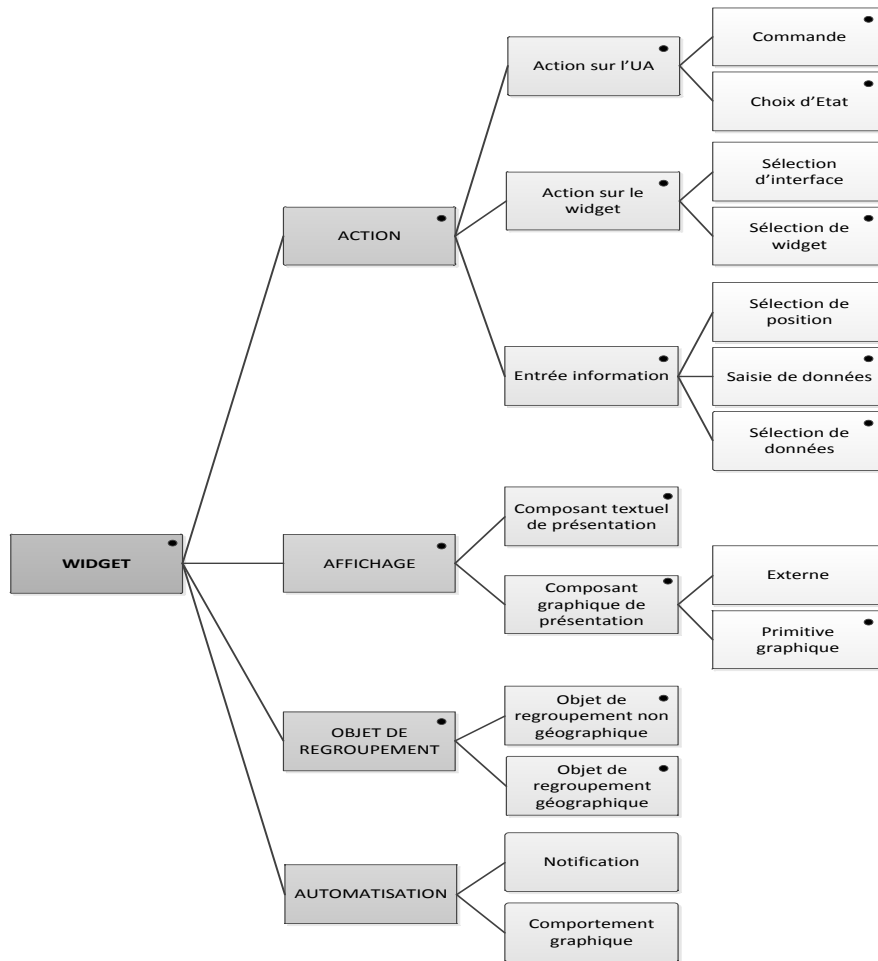 WIDGET
ACTION
Action sur l'UA
Commande
Choix d'Etat
Action sur le
widget
Sélection
d'interface
Sélection de
widget
Entrée information
Sélection de
position
Saisie de données
Sélection de
données
AFFICHAGE
Composant textuel
de présentation
Composant
graphique de
présentation
Externe
Primitive
graphique
OBJET DE
REGROUPEMENT
Objet de
regroupement non
géographique
Objet de
regroupement
géographique
AUTOMATISATION
Notification
Comportement
graphique